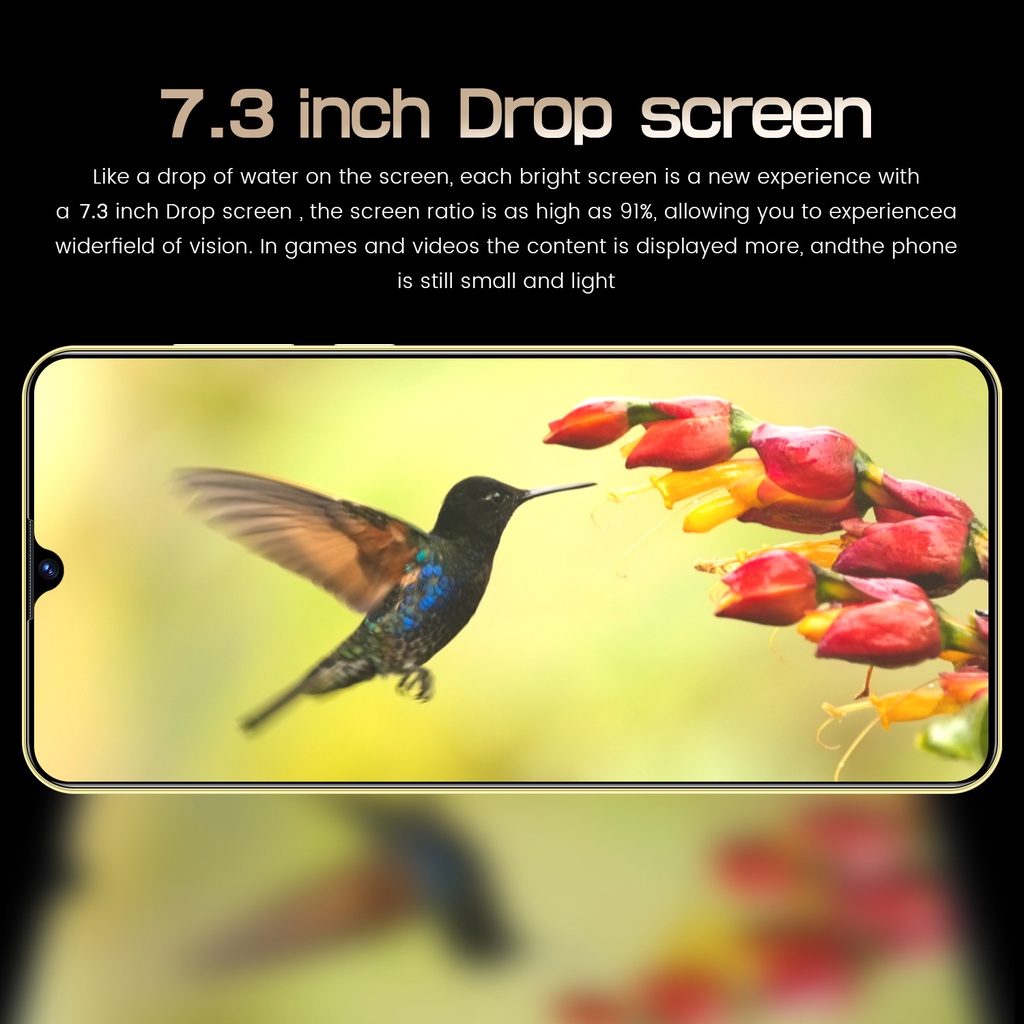 7.3 inch Drop screen
Like a drop of water on the screen, each bright screen is a new experience with
a 7.3 inch Drop screen , the screen ratio is as high as 91%, allowing you to experiencea
widerfield of vision. In games and videos the content is displayed more, andthe phone
is still small and light